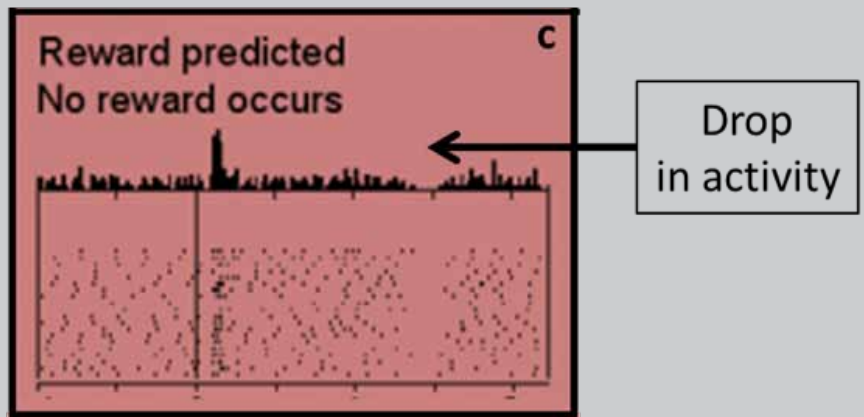 Reward predicted
No reward occurs
c
Drop
in activity